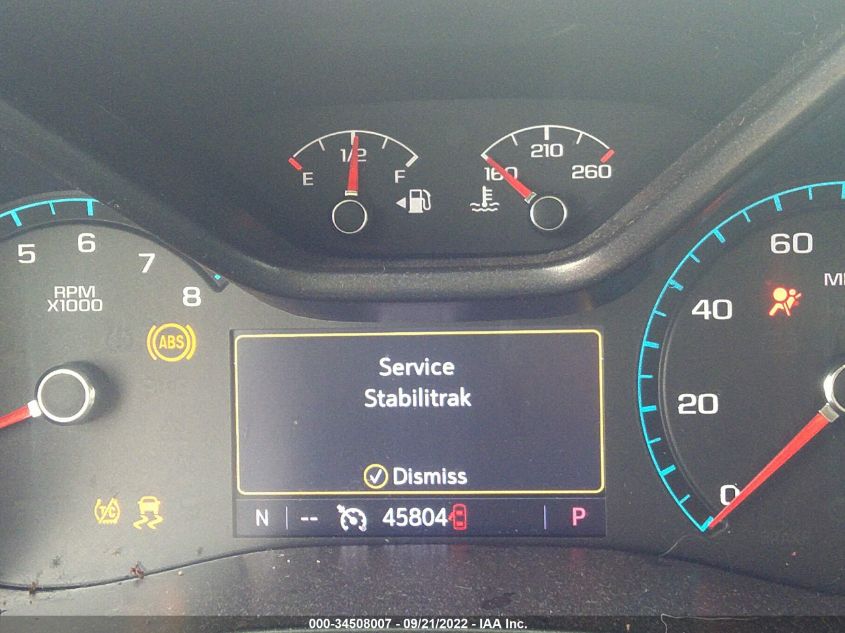 E 1/2 F
160 210 260
5 6 7 8
RPM
X1000
ABS
Service
Stabilitrak
Dismiss
T/C
N -- 45804 P
0 20 40 60
000-34508007 - 09/21/2022 - IAA Inc.